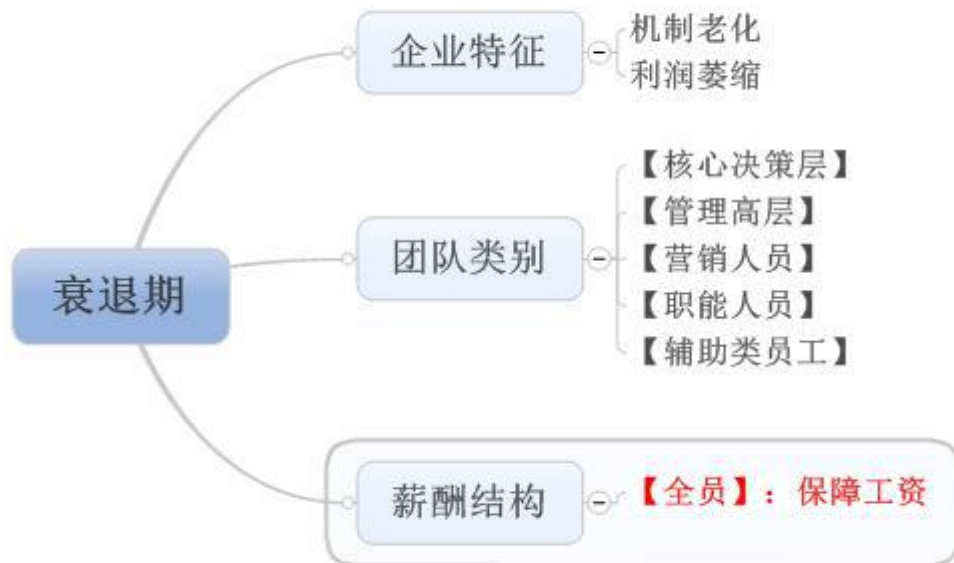 衰退期
企业特征
机制老化
利润萎缩
团队类别
【核心决策层】
【管理高层】
【营销人员】
【职能人员】
【辅助类员工】
薪酬结构
【全员】：保障工资